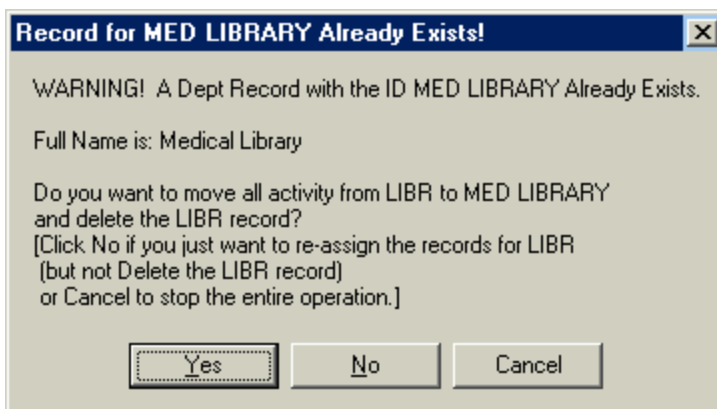 Record for MED LIBRARY Already Exists!
WARNING!  A Dept Record with the ID MED LIBRARY Already Exists.
Full Name is: Medical Library
Do you want to move all activity from LIBR to MED LIBRARY
and delete the LIBR record?
[Click No if you just want to re-assign the records for LIBR
(but not Delete the LIBR record)
or Cancel to stop the entire operation.]
Yes
No
Cancel